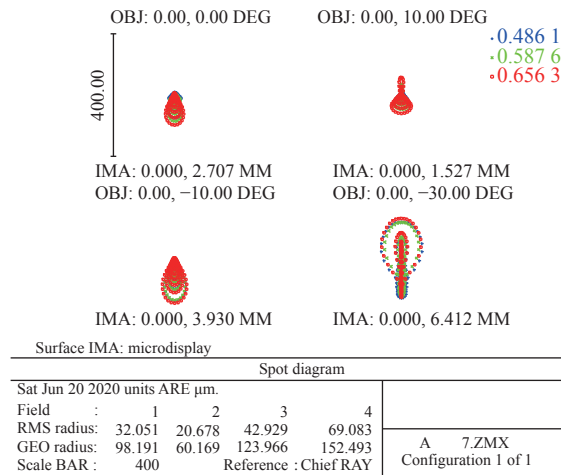 OBJ: 0.00, 0.00 DEG
OBJ: 0.00, 10.00 DEG
0.486 1
0.587 6
0.656 3
400.00
IMA: 0.000, 2.707 MM
IMA: 0.000, 1.527 MM
OBJ: 0.00, −10.00 DEG
OBJ: 0.00, −30.00 DEG
IMA: 0.000, 3.930 MM
IMA: 0.000, 6.412 MM
Surface IMA: microdisplay
Spot diagram
Sat Jun 20 2020 units ARE μm.
Field : 1 2 3 4
RMS radius: 32.051 20.678 42.929 69.083
GEO radius: 98.191 60.169 123.966 152.493
Scale BAR : 400 Reference : Chief RAY
A 7.ZMX
Configuration 1 of 1